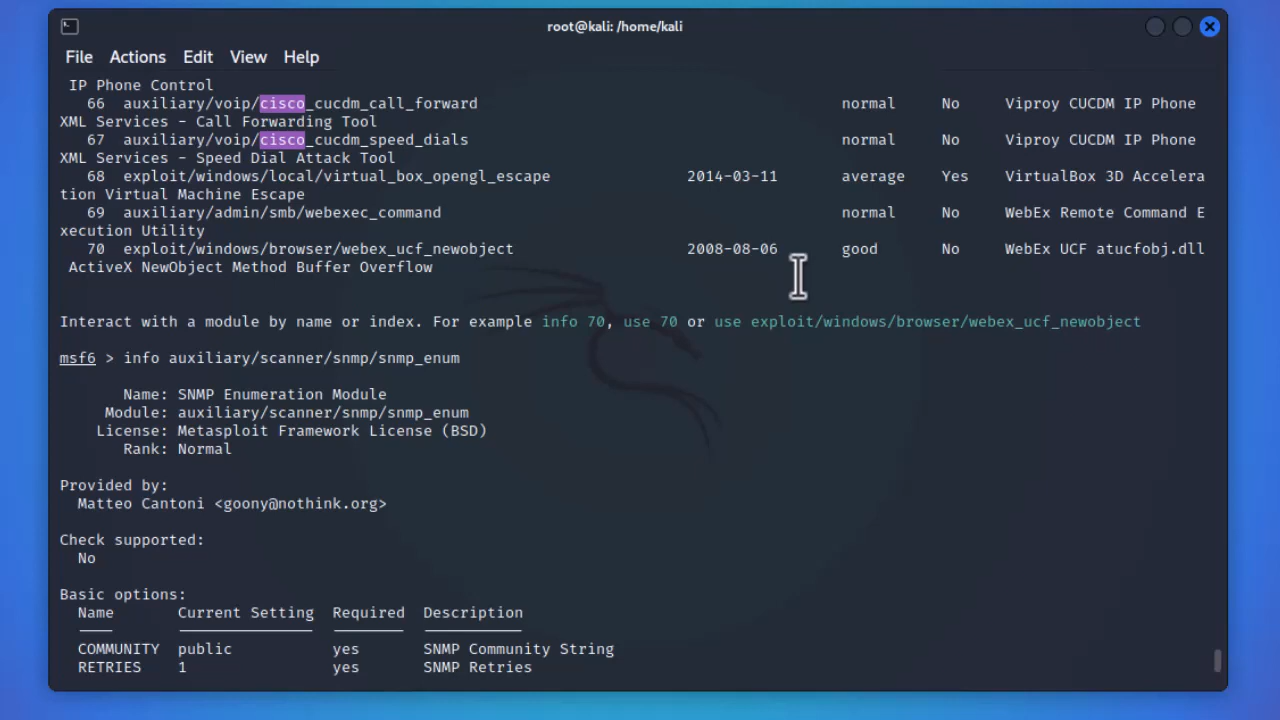 root@kali: /home/kali
File Actions Edit View Help
IP Phone Control
66 auxiliary/voip/cisco_cucdm_call_forward normal No Viproy CUCDM IP Phone
XML Services - Call Forwarding Tool
67 auxiliary/voip/cisco_cucdm_speed_dials normal No Viproy CUCDM IP Phone
XML Services - Speed Dial Attack Tool
68 exploit/windows/local/virtual_box_opengl_escape 2014-03-11 average Yes VirtualBox 3D Accelera
tion Virtual Machine Escape
69 auxiliary/admin/smb/webexec_command normal No WebEx Remote Command E
xecution Utility
70 exploit/windows/browser/webex_ucf_newobject 2008-08-06 good No WebEx UCF atucfobj.dll
ActiveX NewObject Method Buffer Overflow
Interact with a module by name or index. For example info 70, use 70 or use exploit/windows/browser/webex_ucf_newobject
msf6 > info auxiliary/scanner/snmp/snmp_enum
Name: SNMP Enumeration Module
Module: auxiliary/scanner/snmp/snmp_enum
License: Metasploit Framework License (BSD)
Rank: Normal
Provided by:
Matteo Cantoni <goony@nothink.org>
Check supported:
No
Basic options:
Name Current Setting Required Description
COMMUNITY public yes SNMP Community String
RETRIES 1 yes SNMP Retries